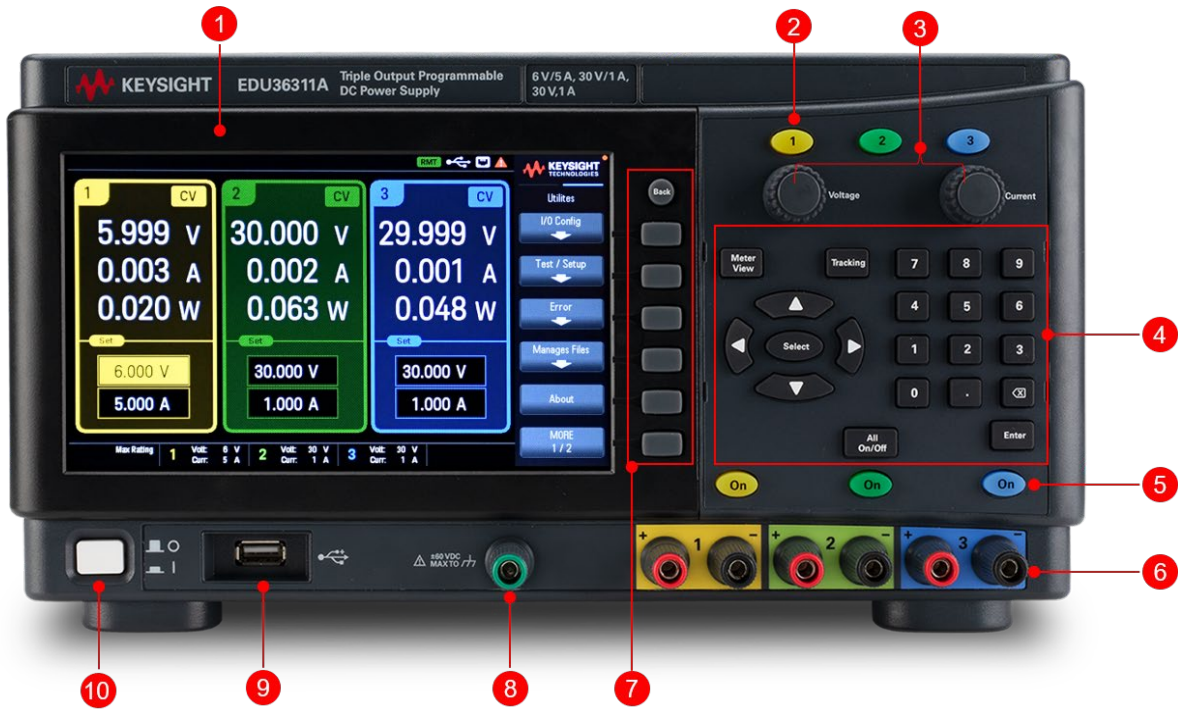 1
2
3
KEYSIGHT
EDU36311A
Triple Output Programmable
DC Power Supply
6 V/5 A, 30 V/1 A,
30 V,1 A
1
2
3
Voltage
Current
RMT
KEYSIGHT
TECHNOLOGIES
Utilites
1 CV
5.999 V
0.003 A
0.020 W
Set
6.000 V
5.000 A
2 CV
30.000 V
0.002 A
0.063 W
Set
30.000 V
1.000 A
3 CV
29.999 V
0.001 A
0.048 W
Set
30.000 V
1.000 A
I/O Config
Test / Setup
Error
Manages Files
About
MORE
1 / 2
Max Rating
1 Volt: 6 V
Curr: 5 A
2 Volt: 30 V
Curr: 1 A
3 Volt: 30 V
Curr: 1 A
Back
Meter
View
Tracking
7 8 9
4 5 6
Select
1 2 3
0 .
All
On/Off
Enter
4
On
On
On
5
O
I
±60 VDC
MAX TO
+ 1 −
+ 2 −
+ 3 −
6
10
9
8
7